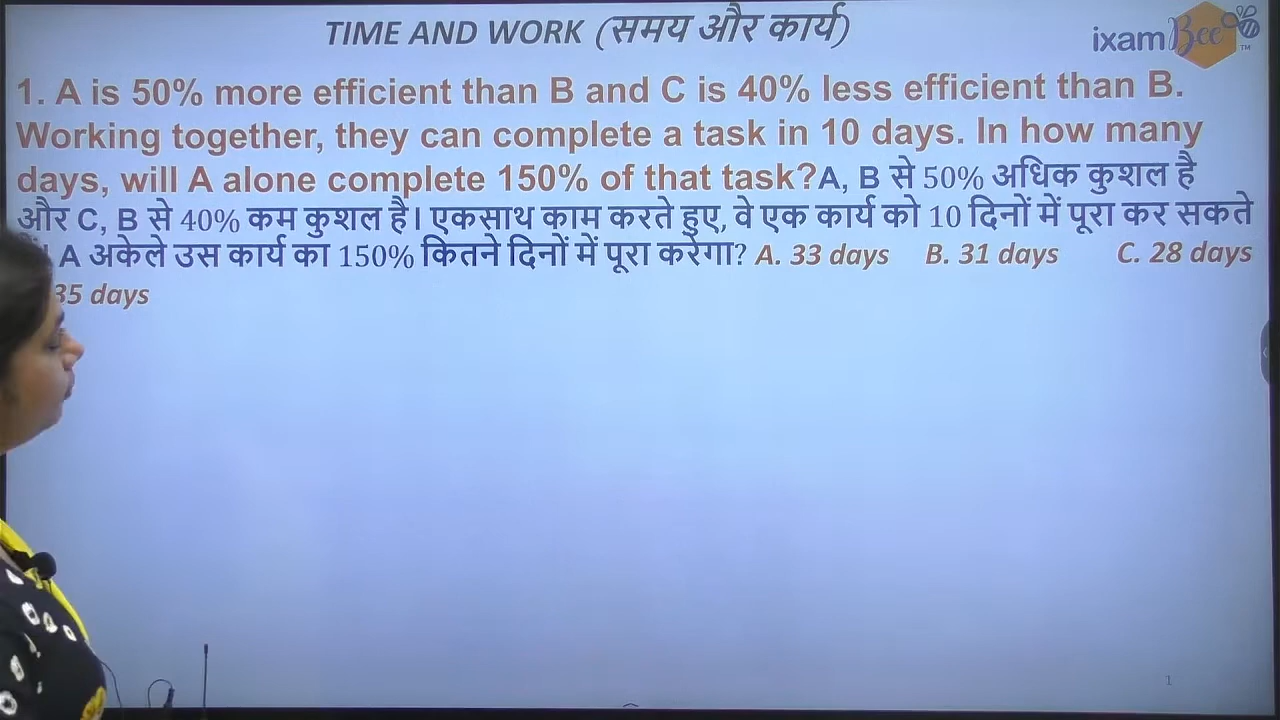 TIME AND WORK (समय और कार्य)
ixamBee TM
1. A is 50% more efficient than B and C is 40% less efficient than B.
Working together, they can complete a task in 10 days. In how many
days, will A alone complete 150% of that task?A, B से 50% अधिक कुशल है
और C, B से 40% कम कुशल है। एकसाथ काम करते हुए, वे एक कार्य को 10 दिनों में पूरा कर सकते
A अकेले उस कार्य का 150% कितने दिनों में पूरा करेगा? A. 33 days B. 31 days C. 28 days
35 days
1